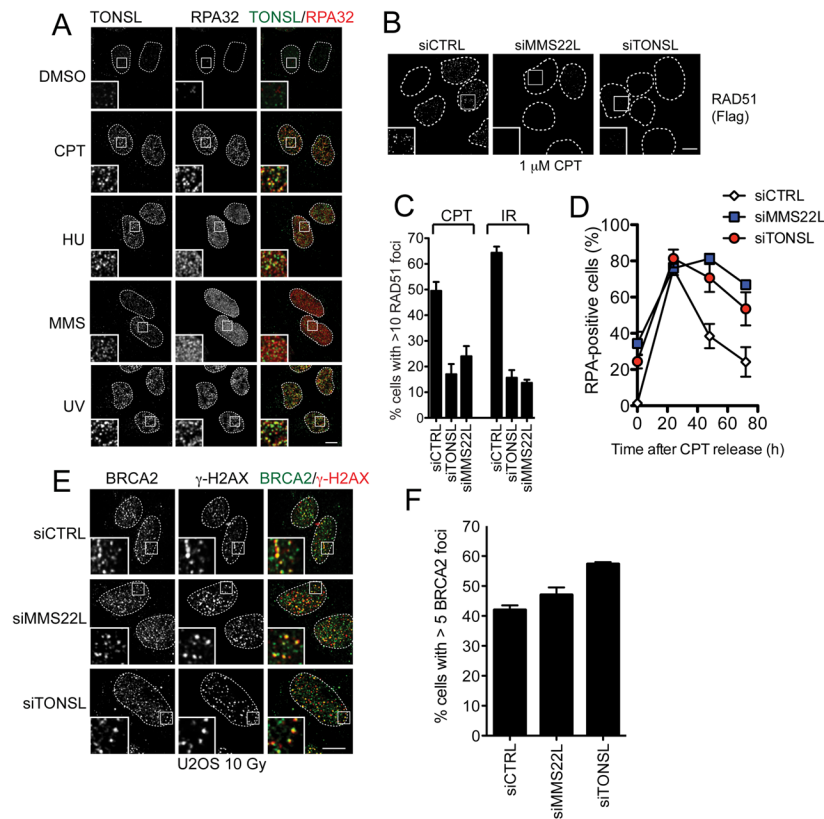 A
TONSL RPA32 TONSL/RPA32
DMSO
CPT
HU
MMS
UV
B
siCTRL siMMS22L siTONSL
RAD51
(Flag)
1 μM CPT
C
CPT IR
% cells with >10 RAD51 foci
70
60
50
40
30
20
10
0
siCTRL
siTONSL
siMMS22L
siCTRL
siTONSL
siMMS22L
D
siCTRL
siMMS22L
siTONSL
RPA-positive cells (%)
100
80
60
40
20
0
0 20 40 60 80
Time after CPT release (h)
E
BRCA2 γ-H2AX BRCA2/γ-H2AX
siCTRL
siMMS22L
siTONSL
U2OS 10 Gy
F
% cells with > 5 BRCA2 foci
70
60
50
40
30
20
10
0
siCTRL
siMMS22L
siTONSL